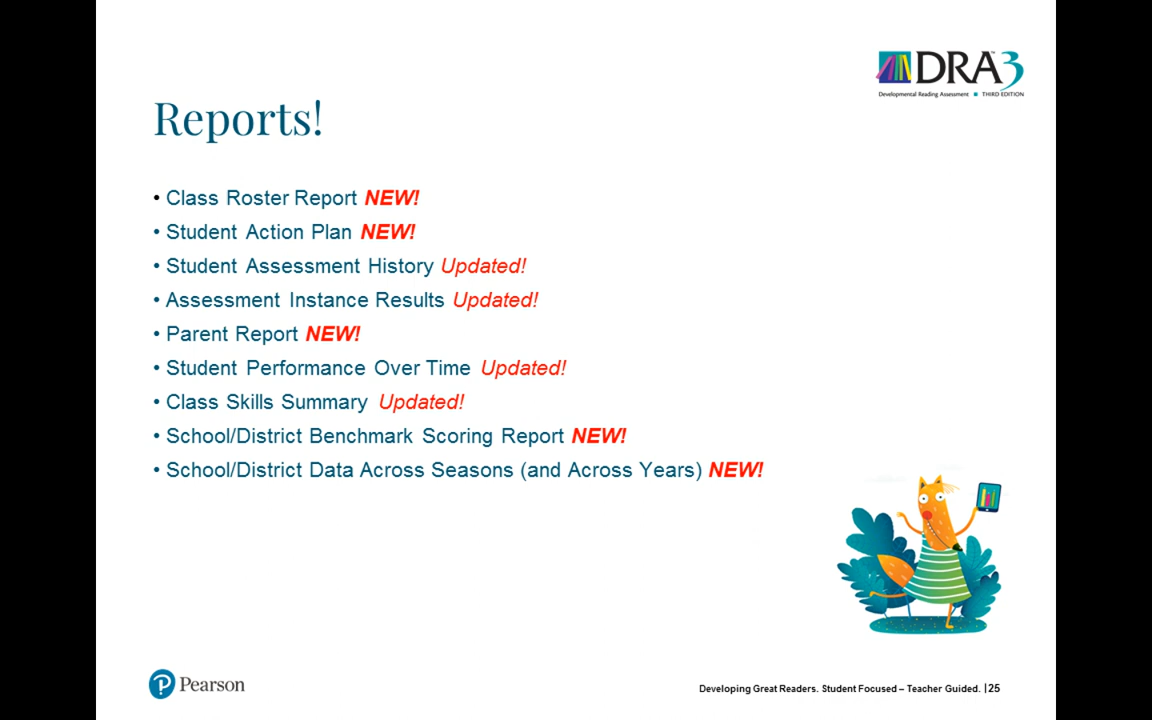 DRA3
Developmental Reading Assessment ■ THIRD EDITION
Reports!
• Class Roster Report NEW!
• Student Action Plan NEW!
• Student Assessment History Updated!
• Assessment Instance Results Updated!
• Parent Report NEW!
• Student Performance Over Time Updated!
• Class Skills Summary Updated!
• School/District Benchmark Scoring Report NEW!
• School/District Data Across Seasons (and Across Years) NEW!
P Pearson
Developing Great Readers. Student Focused – Teacher Guided. |25